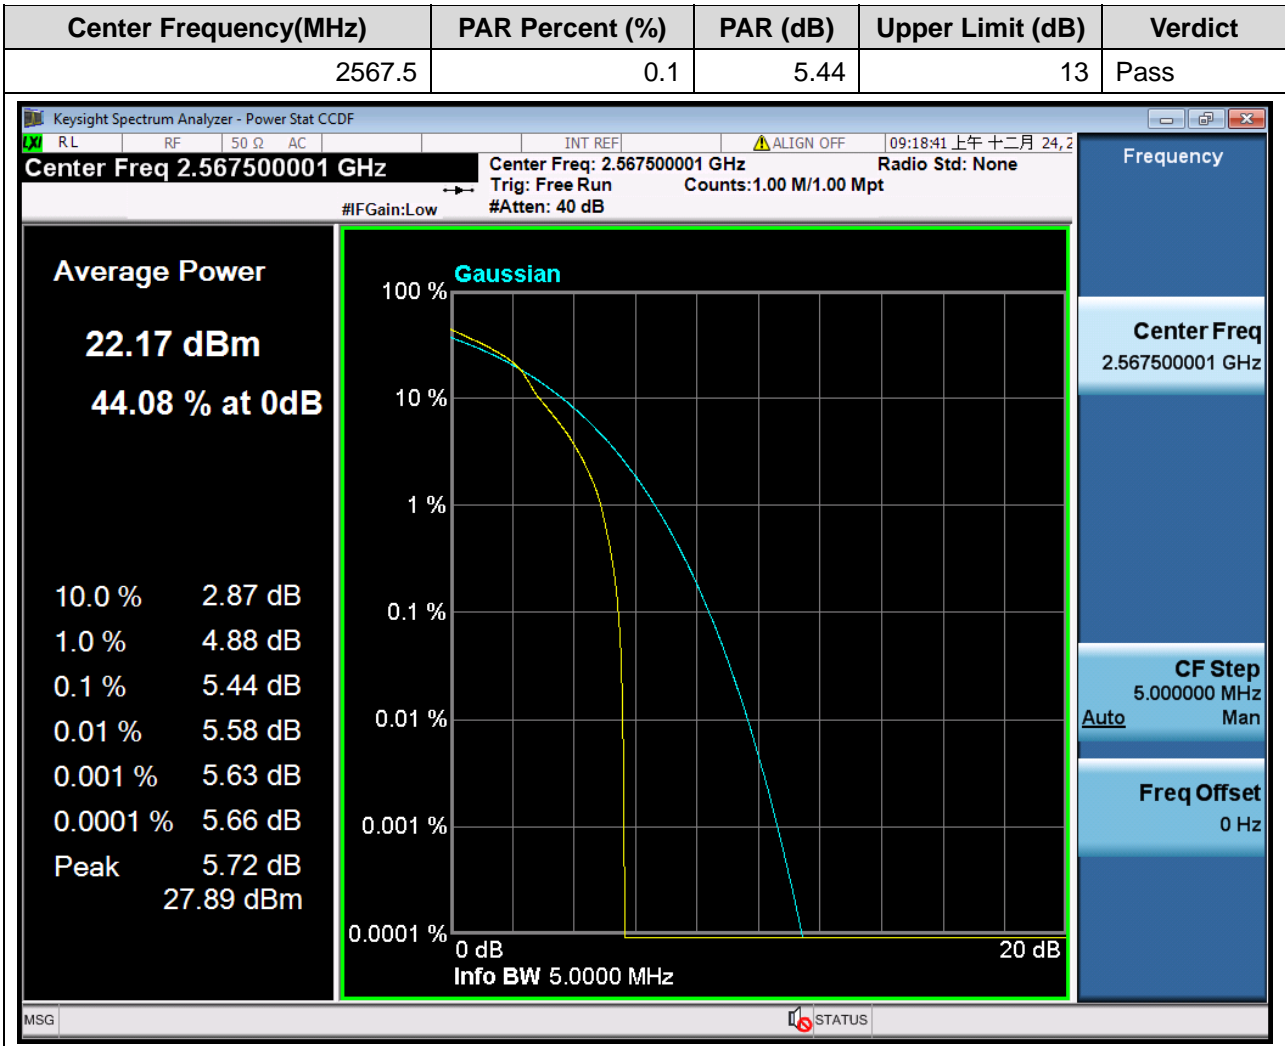 Center Frequency(MHz) PAR Percent (%) PAR (dB) Upper Limit (dB) Verdict
2567.5 0.1 5.44 13 Pass
Keysight Spectrum Analyzer - Power Stat CCDF
LXI RL RF 50 Ω AC INT REF ALIGN OFF 09:18:41 上午 十二月 24, 2
Center Freq 2.567500001 GHz
Center Freq: 2.567500001 GHz Radio Std: None
Trig: Free Run Counts:1.00 M/1.00 Mpt
#IFGain:Low #Atten: 40 dB
Average Power
22.17 dBm
44.08 % at 0dB
10.0 % 2.87 dB
1.0 % 4.88 dB
0.1 % 5.44 dB
0.01 % 5.58 dB
0.001 % 5.63 dB
0.0001 % 5.66 dB
Peak 5.72 dB
27.89 dBm
Gaussian
100 %
10 %
1 %
0.1 %
0.01 %
0.001 %
0.0001 %
0 dB 20 dB
Info BW 5.0000 MHz
Frequency
Center Freq
2.567500001 GHz
CF Step
5.000000 MHz
Auto Man
Freq Offset
0 Hz
MSG STATUS